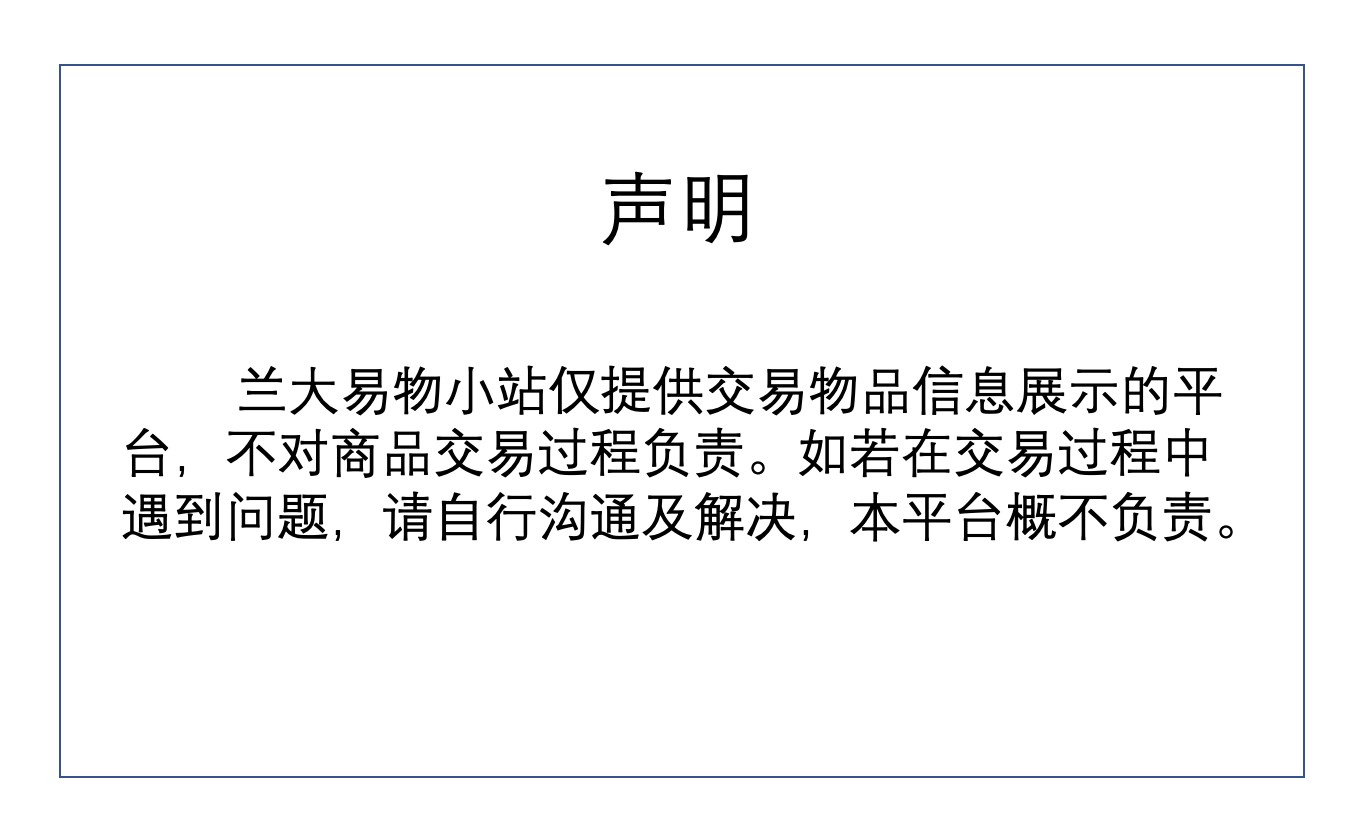 声明
兰大易物小站仅提供交易物品信息展示的平
台，不对商品交易过程负责。如若在交易过程中
遇到问题，请自行沟通及解决，本平台概不负责。